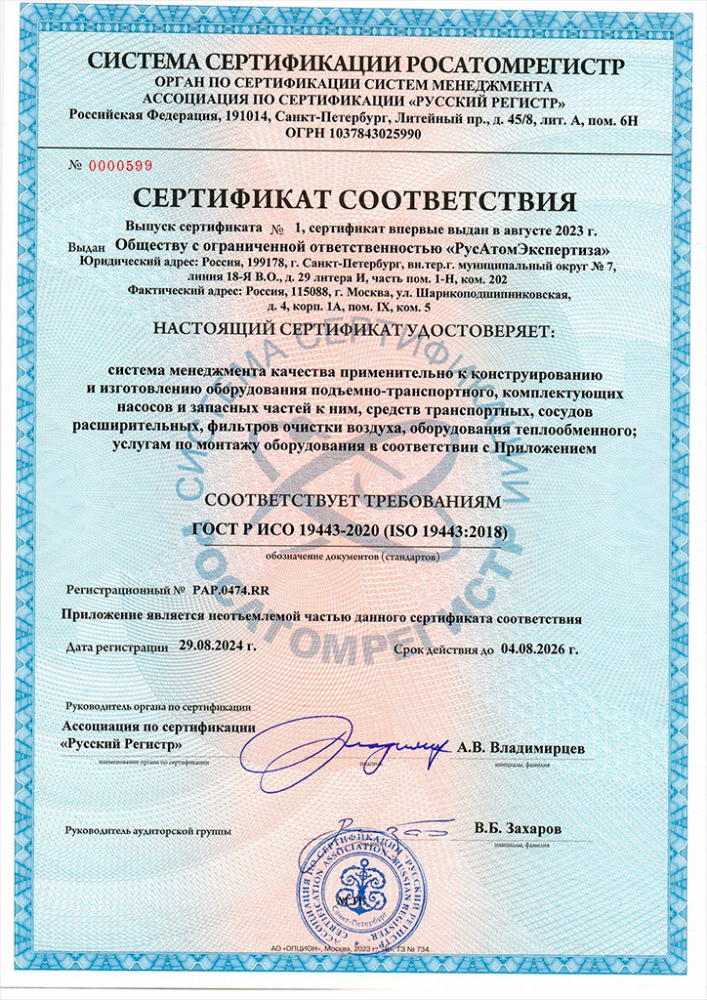 СИСТЕМА СЕРТИФИКАЦИИ РОСАТОМРЕГИСТР
ОРГАН ПО СЕРТИФИКАЦИИ СИСТЕМ МЕНЕДЖМЕНТА
АССОЦИАЦИЯ ПО СЕРТИФИКАЦИИ «РУССКИЙ РЕГИСТР»
Российская Федерация, 191014, Санкт-Петербург, Литейный пр., д. 45/8, лит. А, пом. 6Н
ОГРН 1037843025990
№ 0000599
СЕРТИФИКАТ СООТВЕТСТВИЯ
Выпуск сертификата № 1, сертификат впервые выдан в августе 2023 г.
Выдан Обществу с ограниченной ответственностью «РусАтомЭкспертиза»
Юридический адрес: Россия, 199178, г. Санкт-Петербург, вн.тер.г. муниципальный округ № 7,
линия 18-Я В.О., д. 29 литера И, часть пом. 1-Н, ком. 202
Фактический адрес: Россия, 115088, г. Москва, ул. Шарикоподшипниковская,
д. 4, корп. 1А, пом. IX, ком. 5
НАСТОЯЩИЙ СЕРТИФИКАТ УДОСТОВЕРЯЕТ:
СИСТЕМА СЕРТИФИКАЦИИ
система менеджмента качества применительно к конструированию
и изготовлению оборудования подъемно-транспортного, комплектующих
насосов и запасных частей к ним, средств транспортных, сосудов
расширительных, фильтров очистки воздуха, оборудования теплообменного;
услугам по монтажу оборудования в соответствии с Приложением
СООТВЕТСТВУЕТ ТРЕБОВАНИЯМ
ГОСТ Р ИСО 19443-2020 (ISO 19443:2018)
обозначение документов (стандартов)
РОСАТОМРЕГИСТР
Регистрационный № РАР.0474.RR
Приложение является неотъемлемой частью данного сертификата соответствия
Дата регистрации 29.08.2024 г.
Срок действия до 04.08.2026 г.
Руководитель органа по сертификации
Ассоциация по сертификации
«Русский Регистр»
наименование органа по сертификации
подпись
А.В. Владимирцев
инициалы, фамилия
Руководитель аудиторской группы
В.Б. Захаров
инициалы, фамилия
АССОЦИАЦИЯ ПО СЕРТИФИКАЦИИ "РУССКИЙ РЕГИСТР"
CERTIFICATION ASSOCIATION "RUSSIAN REGISTER"
М.П.
Санкт-Петербург
АО «ОПЦИОН», Москва, 2023 г. ТЗ № 734.